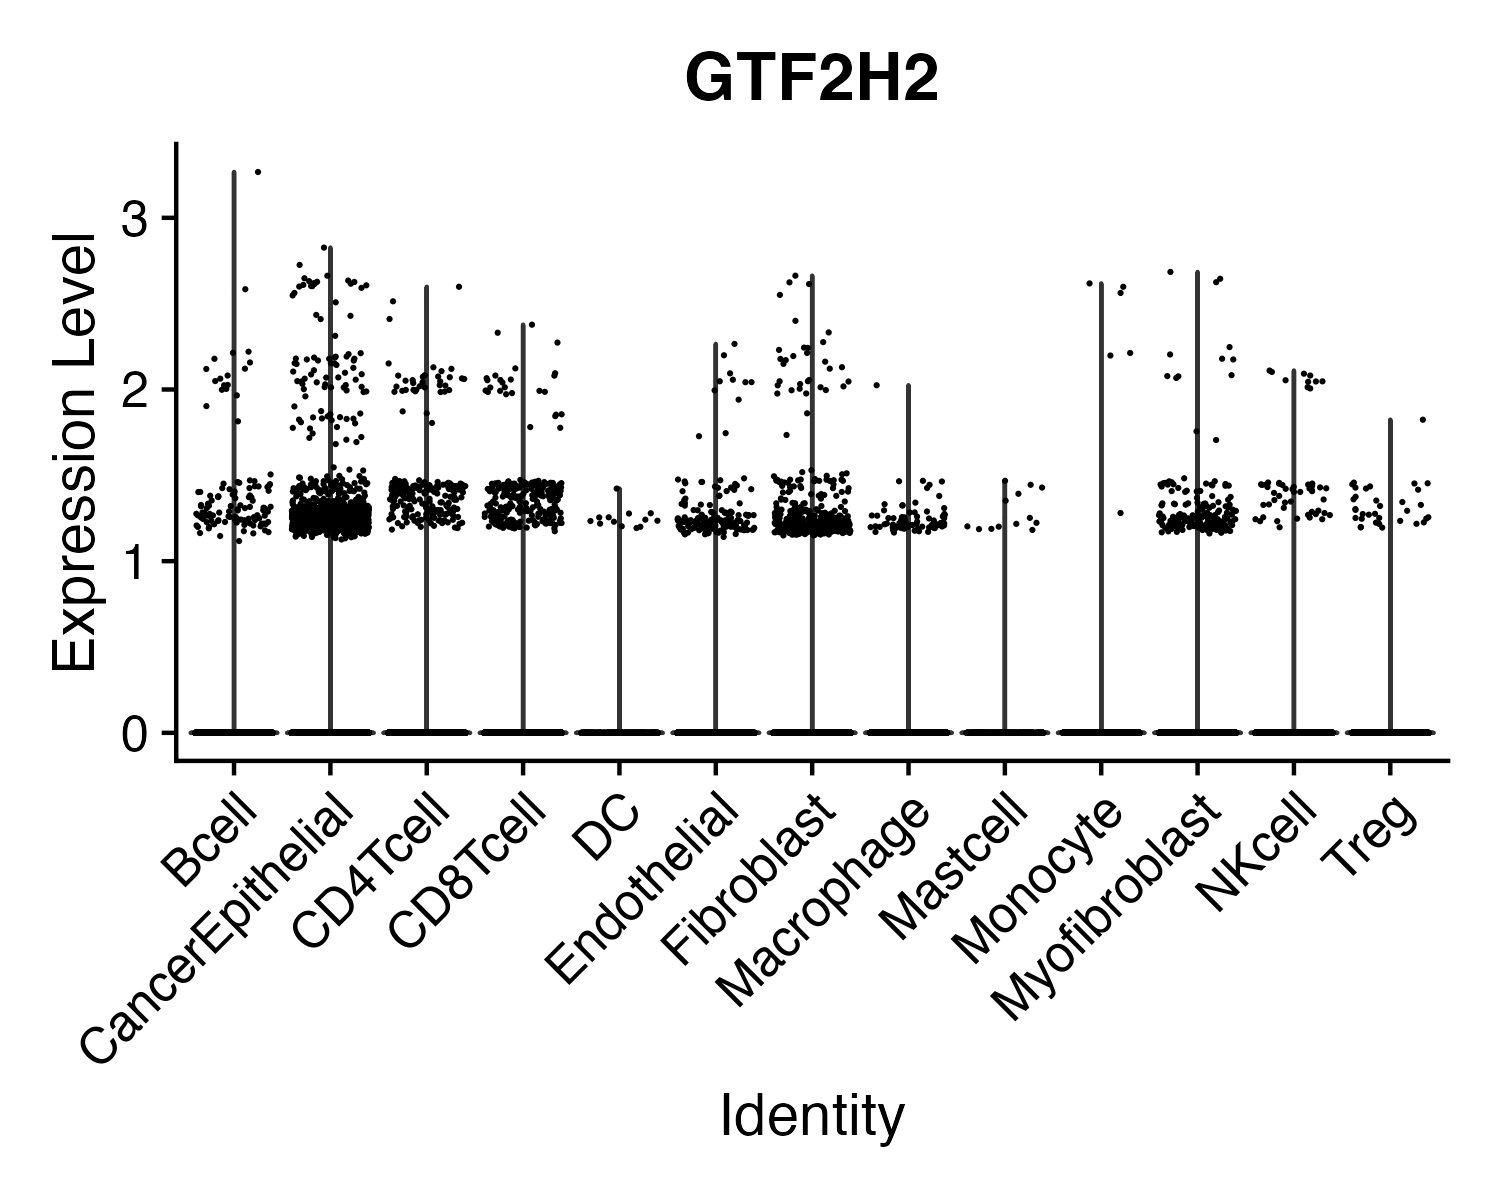 GTF2H2
Expression Level
3
2
1
0
Bcell
CancerEpithelial
CD4Tcell
CD8Tcell
DC
Endothelial
Fibroblast
Macrophage
Mastcell
Monocyte
Myofibroblast
NKcell
Treg
Identity